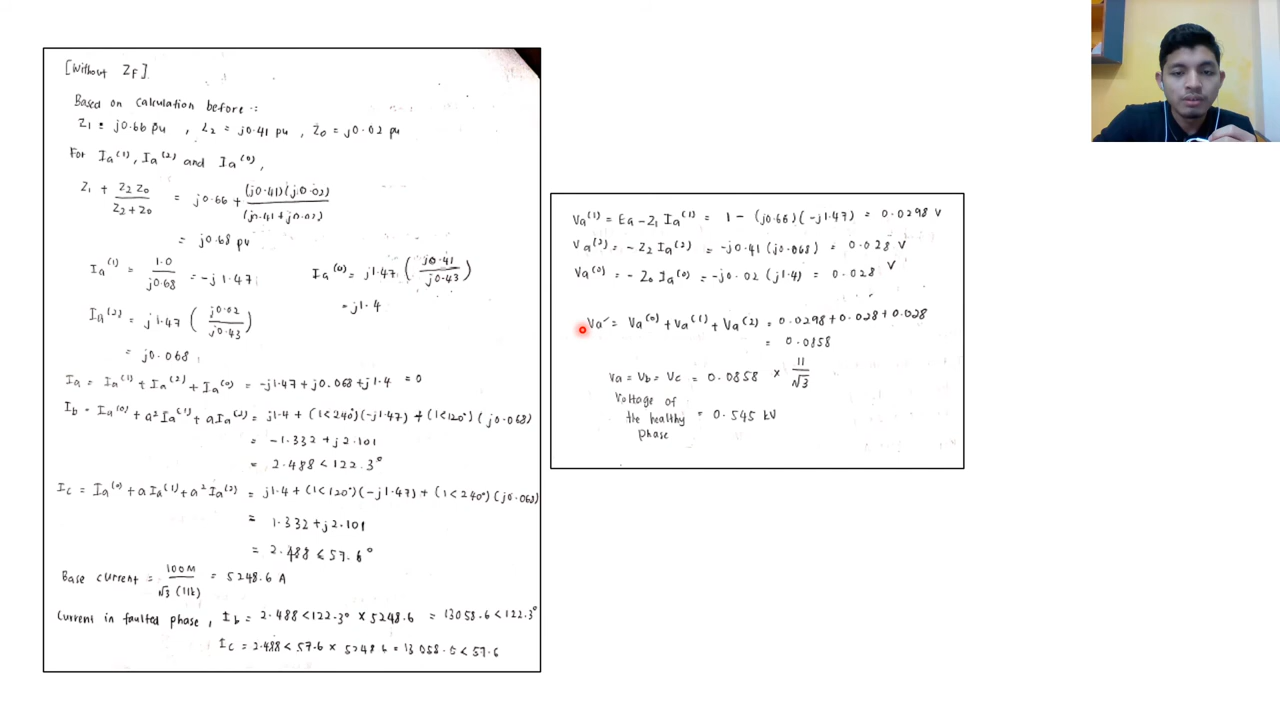 [Without ZF]
Based on calculation before :-
Z1 = j0.66 pu , Z2 = j0.41 pu , Z0 = j0.02 pu
For Ia(1), Ia(2) and Ia(0),
Z1 + Z2 Z0 / Z2 + Z0 = j0.66 + (j0.41)(j0.02) / (j0.41 + j0.02)
= j0.68 pu
Ia(1) = 1.0 / j0.68 = -j1.47
Ia(0) = j1.47 ( j0.41 / j0.43 )
= j1.4
Ia(2) = j1.47 ( j0.02 / j0.43 )
= j0.068
Ia = Ia(1) + Ia(2) + Ia(0) = -j1.47 + j0.068 + j1.4 = 0
Ib = Ia(0) + a² Ia(1) + a Ia(2) = j1.4 + (1<240°)(-j1.47) + (1<120°)(j0.068)
= -1.332 + j2.101
= 2.488 < 122.3°
Ic = Ia(0) + a Ia(1) + a² Ia(2) = j1.4 + (1<120°)(-j1.47) + (1<240°)(j0.068)
= 1.332 + j2.101
= 2.488 < 57.6°
Base current = 100M / √3 (11k) = 5248.6 A
Current in faulted phase, Ib = 2.488 < 122.3° × 5248.6 = 13058.6 < 122.3°
Ic = 2.488 < 57.6 × 5248.6 = 13058.6 < 57.6
Va(1) = Ea - Z1 Ia(1) = 1 - (j0.66)(-j1.47) = 0.0298 V
Va(2) = - Z2 Ia(2) = -j0.41 (j0.068) = 0.028 V
Va(0) = - Z0 Ia(0) = -j0.02 (j1.4) = 0.028 V
Va = Va(0) + Va(1) + Va(2) = 0.0298 + 0.028 + 0.028
= 0.0858
Va = Vb = Vc = 0.0858 × 11 / √3
Voltage of
the healthy = 0.545 kV
phase